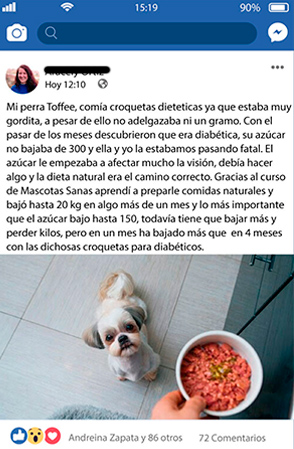 15:19
90%
Hoy 12:10
Mi perra Toffee, comía croquetas dieteticas ya que estaba muy
gordita, a pesar de ello no adelgazaba ni un gramo. Con el
pasar de los meses descubrieron que era diabética, su azúcar
no bajaba de 300 y ella y yo la estabamos pasando fatal. El
azúcar le empezaba a afectar mucho la visión, debía hacer
algo y la dieta natural era el camino correcto. Gracias al curso
de Mascotas Sanas aprendí a preparle comidas naturales y
bajó hasta 20 kg en algo más de un mes y lo más importante
que el azúcar bajo hasta 150, todavía tiene que bajar más y
perder kilos, pero en un mes ha bajado más que  en 4 meses
con las dichosas croquetas para diabéticos.
Andreina Zapata y 86 otros
72 Comentarios